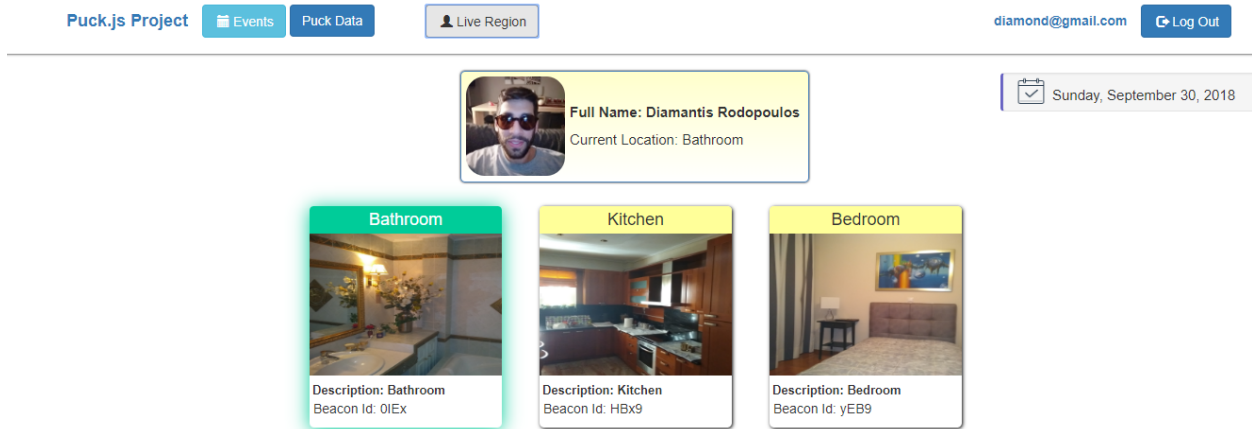 Puck.js Project Events Puck Data Live Region diamond@gmail.com Log Out
Sunday, September 30, 2018
Full Name: Diamantis Rodopoulos
Current Location: Bathroom
Bathroom
Description: Bathroom
Beacon Id: 0IEx
Kitchen
Description: Kitchen
Beacon Id: HBx9
Bedroom
Description: Bedroom
Beacon Id: yEB9